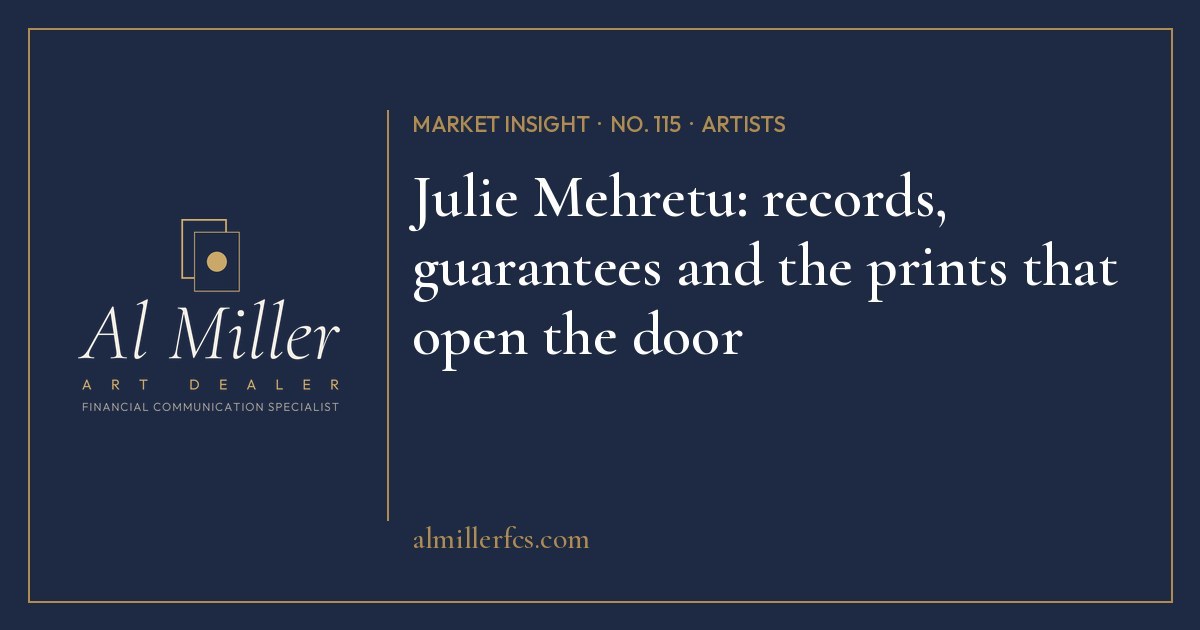 Al Miller
ART DEALER
FINANCIAL COMMUNICATION SPECIALIST
MARKET INSIGHT · NO. 115 · ARTISTS
Julie Mehretu: records,
guarantees and the prints that
open the door
almillerfcs.com